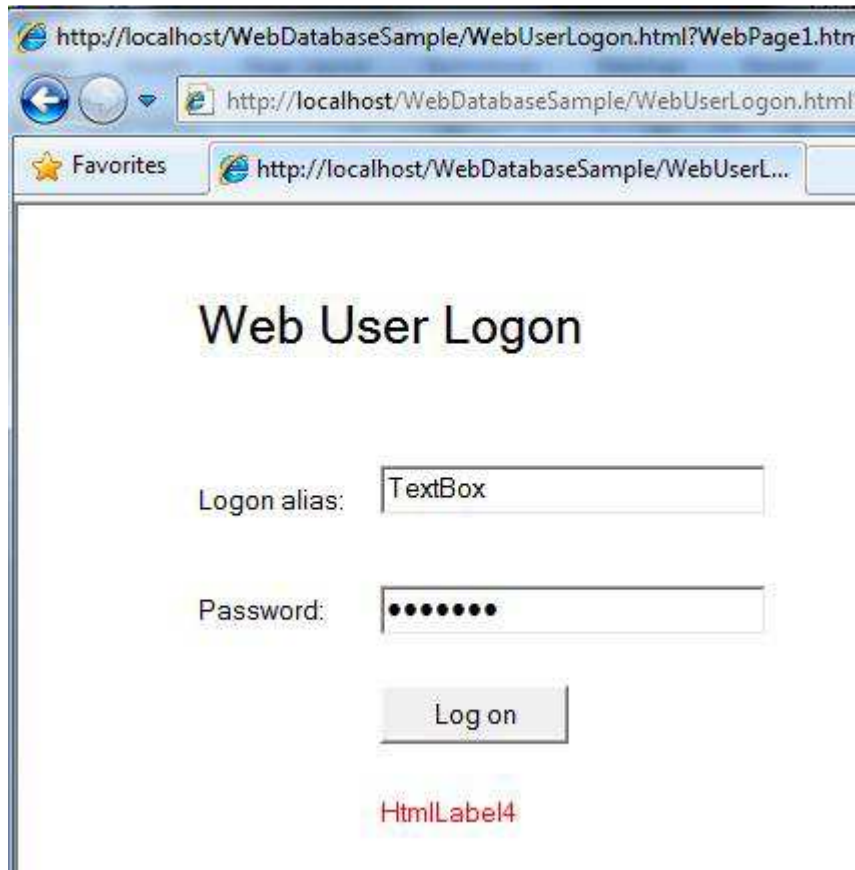 http://localhost/WebDatabaseSample/WebUserLogon.html?WebPage1.htm
http://localhost/WebDatabaseSample/WebUserLogon.html
Favorites
http://localhost/WebDatabaseSample/WebUserL...
Web User Logon
Logon alias:
TextBox
Password:
•••••••
Log on
HtmlLabel4